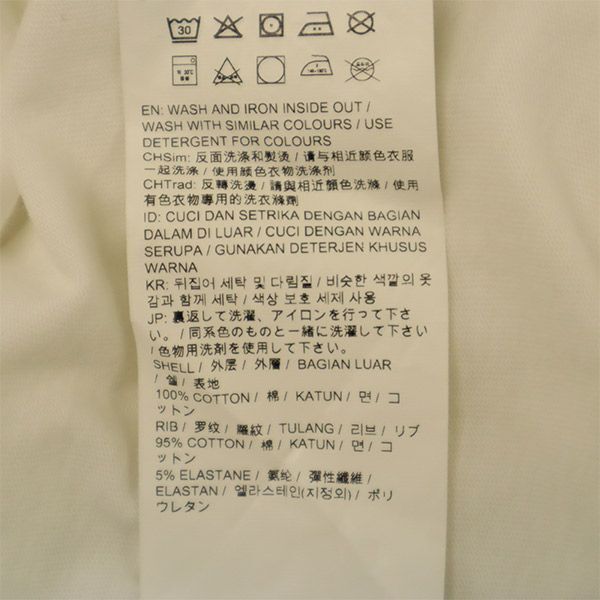 30
EN: WASH AND IRON INSIDE OUT /
WASH WITH SIMILAR COLOURS / USE
DETERGENT FOR COLOURS
CHSim: 反面洗涤和熨烫 / 请与相近颜色衣服
一起洗涤 / 使用颜色衣物洗涤剂
CHTrad: 反轉洗燙 / 請與相近顏色洗滌 / 使用
有色衣物專用的洗衣滌劑
ID: CUCI DAN SETRIKA DENGAN BAGIAN
DALAM DI LUAR / CUCI DENGAN WARNA
SERUPA / GUNAKAN DETERJEN KHUSUS
WARNA
KR: 뒤집어 세탁 및 다림질 / 비슷한 색깔의 옷
감과 함께 세탁 / 색상 보호 세제 사용
JP: 裏返して洗濯、アイロンを行って下さ
い。 / 同系色のものと一緒に洗濯して下さい
/ 色物用洗剤を使用して下さい。
SHELL / 外层 / 外層 / BAGIAN LUAR
/ 쉘 / 表地
100% COTTON / 棉 / KATUN / 면 / コ
ットン
RIB / 罗纹 / 羅紋 / TULANG / 리브 / リブ
95% COTTON / 棉 / KATUN / 면 / コ
ットン
5% ELASTANE / 氨纶 / 彈性纖維 /
ELASTAN / 엘라스테인(지정외) / ポリ
ウレタン